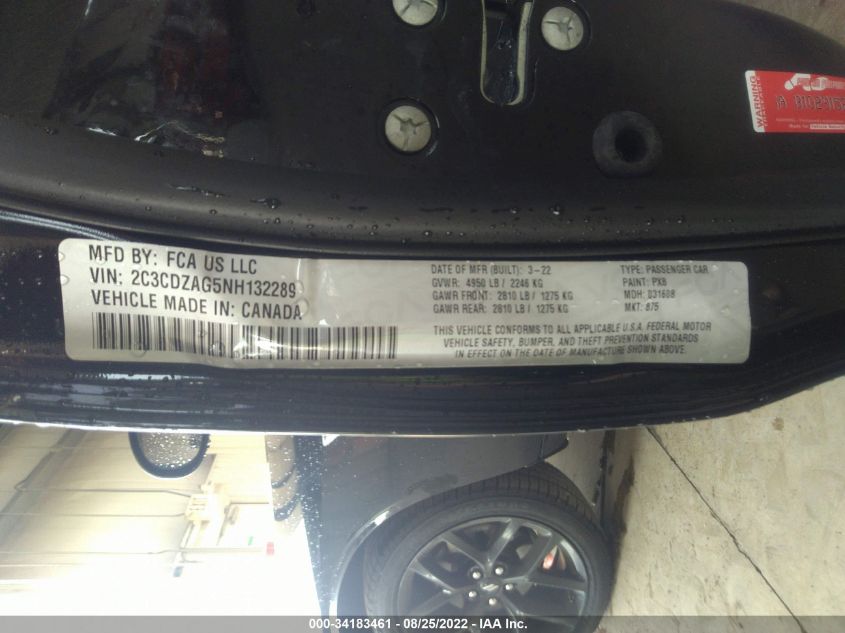 WARNING
MFD BY: FCA US LLC
VIN: 2C3CDZAG5NH132289
VEHICLE MADE IN: CANADA
DATE OF MFR (BUILT): 3-22
GVWR: 4950 LB / 2246 KG
GAWR FRONT: 2810 LB / 1275 KG
GAWR REAR: 2810 LB / 1275 KG
TYPE: PASSENGER CAR
PAINT: PX8
MDH: 031608
MKT: 875
THIS VEHICLE CONFORMS TO ALL APPLICABLE U.S.A. FEDERAL MOTOR
VEHICLE SAFETY, BUMPER, AND THEFT PREVENTION STANDARDS
IN EFFECT ON THE DATE OF MANUFACTURE SHOWN ABOVE.
000-34183461 - 08/25/2022 - IAA Inc.